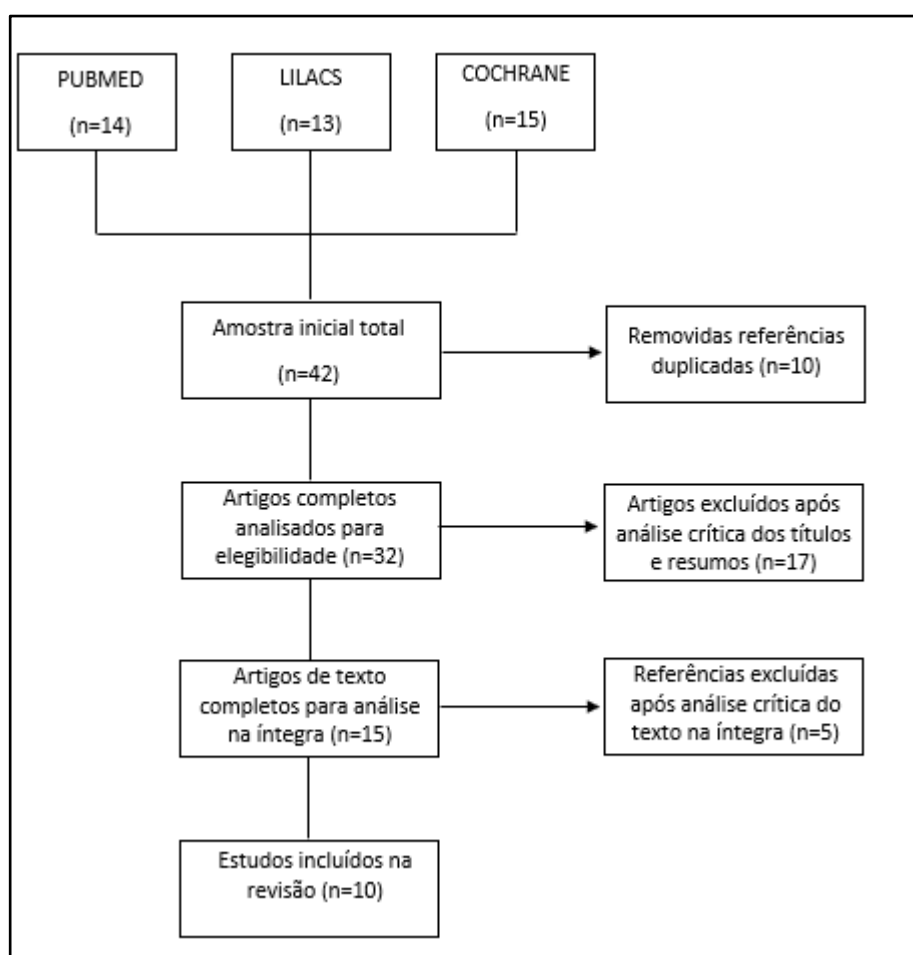 PUBMED
(n=14)
LILACS
(n=13)
COCHRANE
(n=15)
Amostra inicial total
(n=42)
Removidas referências
duplicadas (n=10)
Artigos completos
analisados para
elegibilidade (n=32)
Artigos excluídos após
análise crítica dos títulos
e resumos (n=17)
Artigos de texto
completos para análise
na íntegra (n=15)
Referências excluídas
após análise crítica do
texto na íntegra (n=5)
Estudos incluídos na
revisão (n=10)